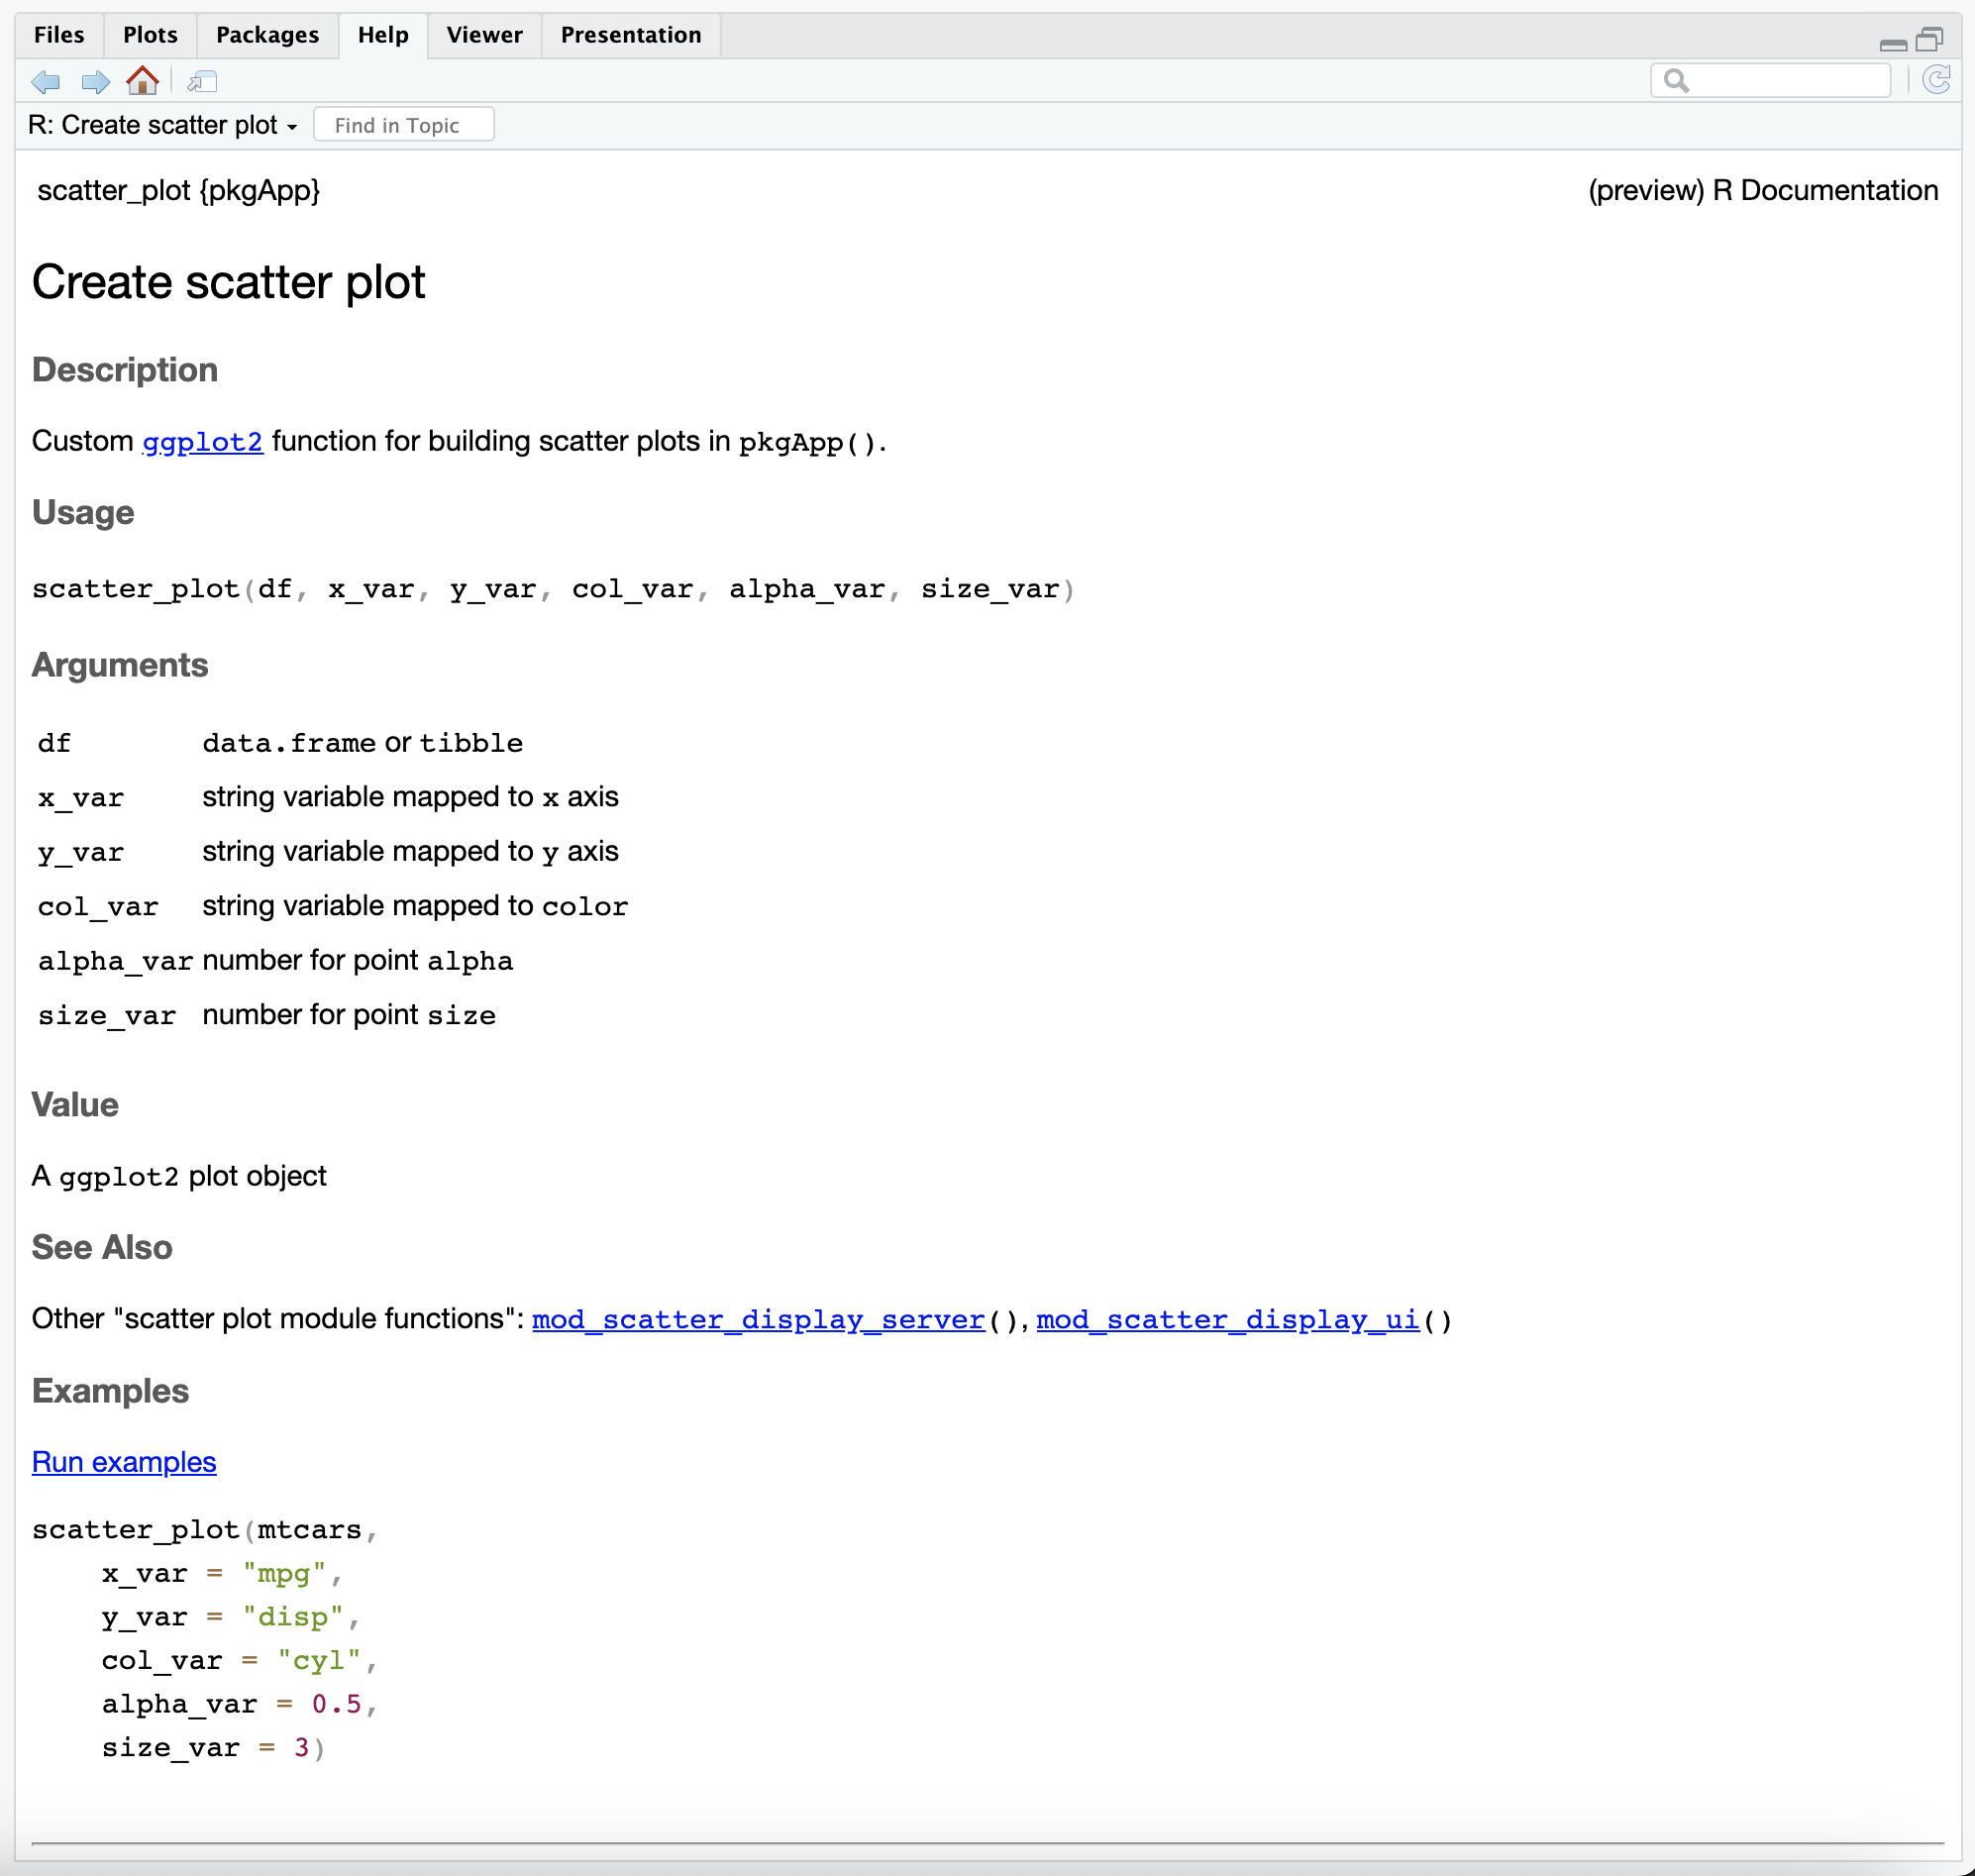 Files Plots Packages Help Viewer Presentation
R: Create scatter plot Find in Topic
scatter_plot {pkgApp} (preview) R Documentation
Create scatter plot
Description
Custom ggplot2 function for building scatter plots in pkgApp().
Usage
scatter_plot(df, x_var, y_var, col_var, alpha_var, size_var)
Arguments
df data.frame or tibble
x_var string variable mapped to x axis
y_var string variable mapped to y axis
col_var string variable mapped to color
alpha_var number for point alpha
size_var number for point size
Value
A ggplot2 plot object
See Also
Other "scatter plot module functions": mod_scatter_display_server(), mod_scatter_display_ui()
Examples
Run examples
scatter_plot(mtcars,
    x_var = "mpg",
    y_var = "disp",
    col_var = "cyl",
    alpha_var = 0.5,
    size_var = 3)